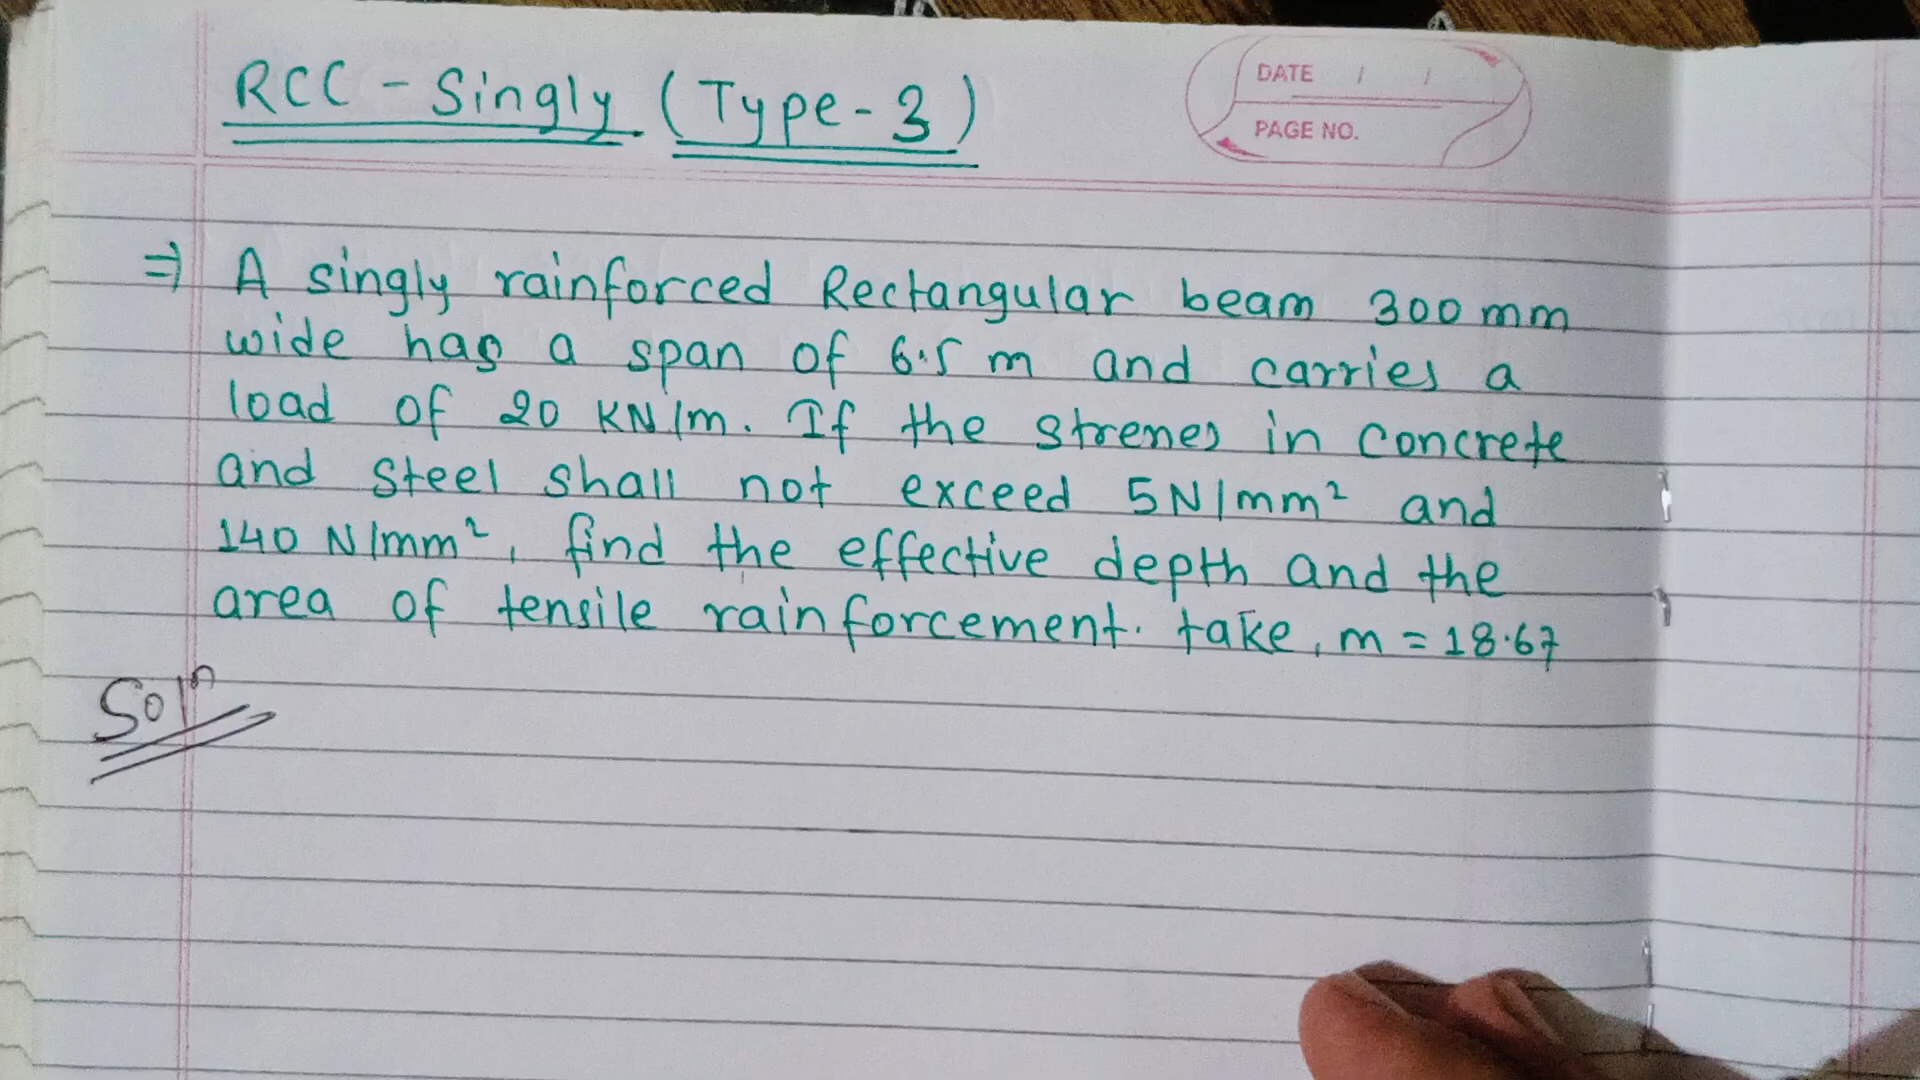 RCC - Singly (Type-3)
DATE / /
PAGE NO.
⇒ A singly rainforced Rectangular beam 300 mm
wide has a span of 6.5 m and carries a
load of 20 KN/m. If the strenes in concrete
and steel shall not exceed 5N/mm² and
140 N/mm², find the effective depth and the
area of tensile rainforcement. take, m = 18.67
Solⁿ